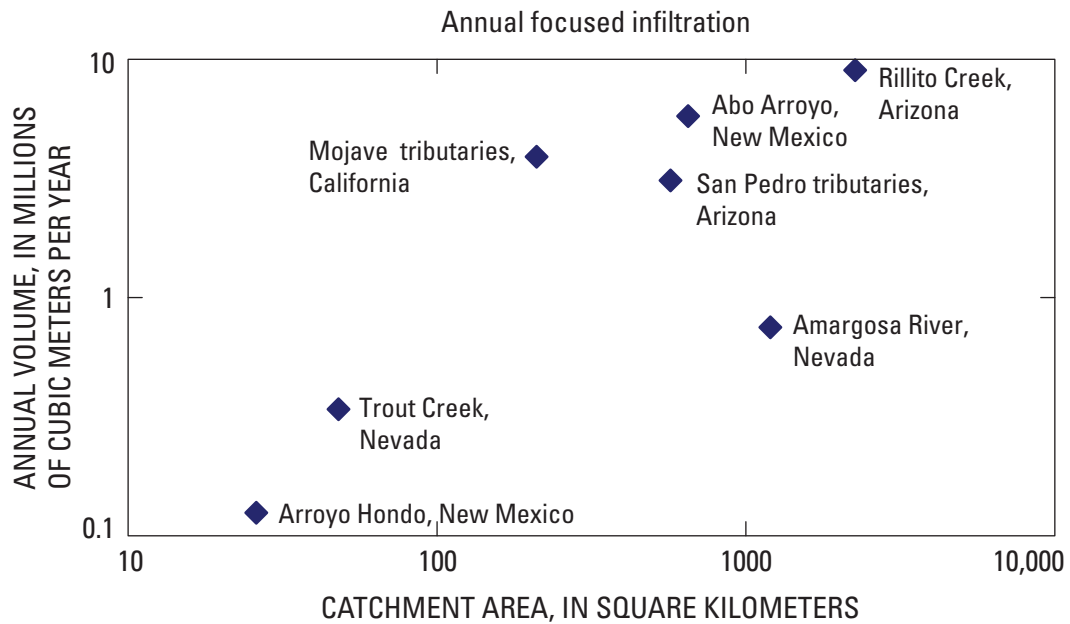 Annual focused infiltration
ANNUAL VOLUME, IN MILLIONS
OF CUBIC METERS PER YEAR
10
1
0.1
Rillito Creek,
Arizona
Abo Arroyo,
New Mexico
Mojave tributaries,
California
San Pedro tributaries,
Arizona
Amargosa River,
Nevada
Trout Creek,
Nevada
Arroyo Hondo, New Mexico
10
100
1000
10,000
CATCHMENT AREA, IN SQUARE KILOMETERS